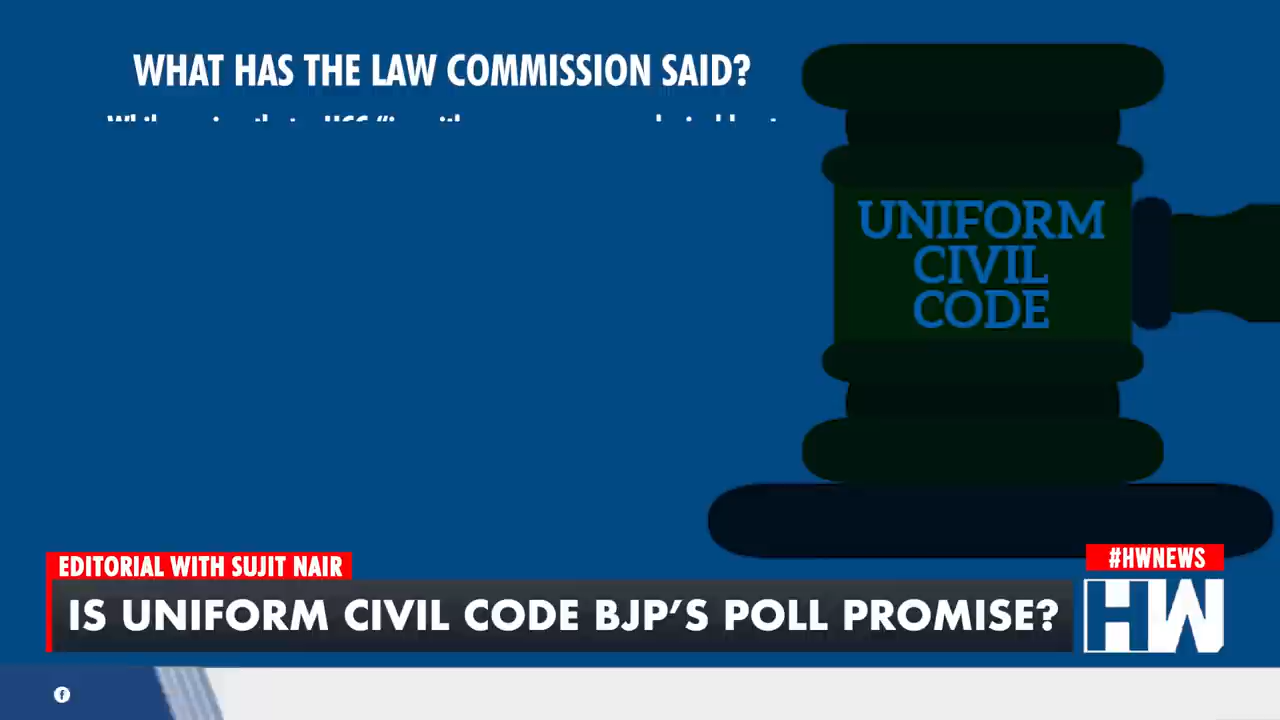 WHAT HAS THE LAW COMMISSION SAID?
UNIFORM
CIVIL
CODE
EDITORIAL WITH SUJIT NAIR
#HWNEWS
IS UNIFORM CIVIL CODE BJP’S POLL PROMISE?
HW